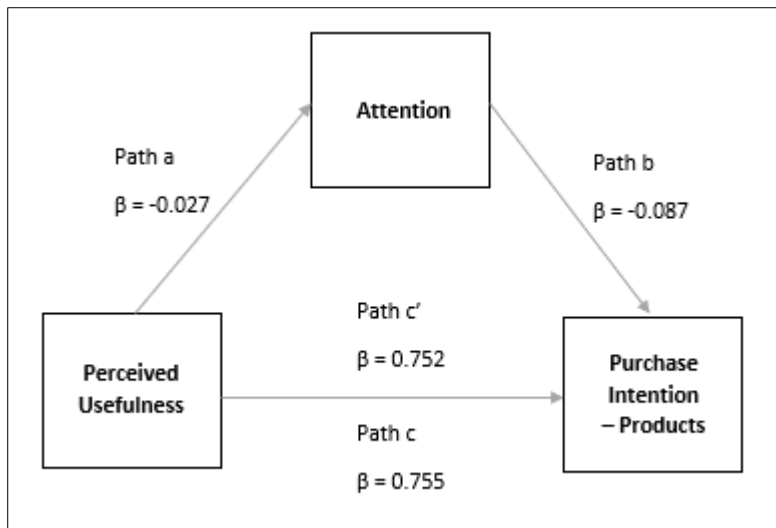 Attention
Path a
β = -0.027
Path b
β = -0.087
Perceived
Usefulness
Path c’
β = 0.752
Path c
β = 0.755
Purchase
Intention
– Products